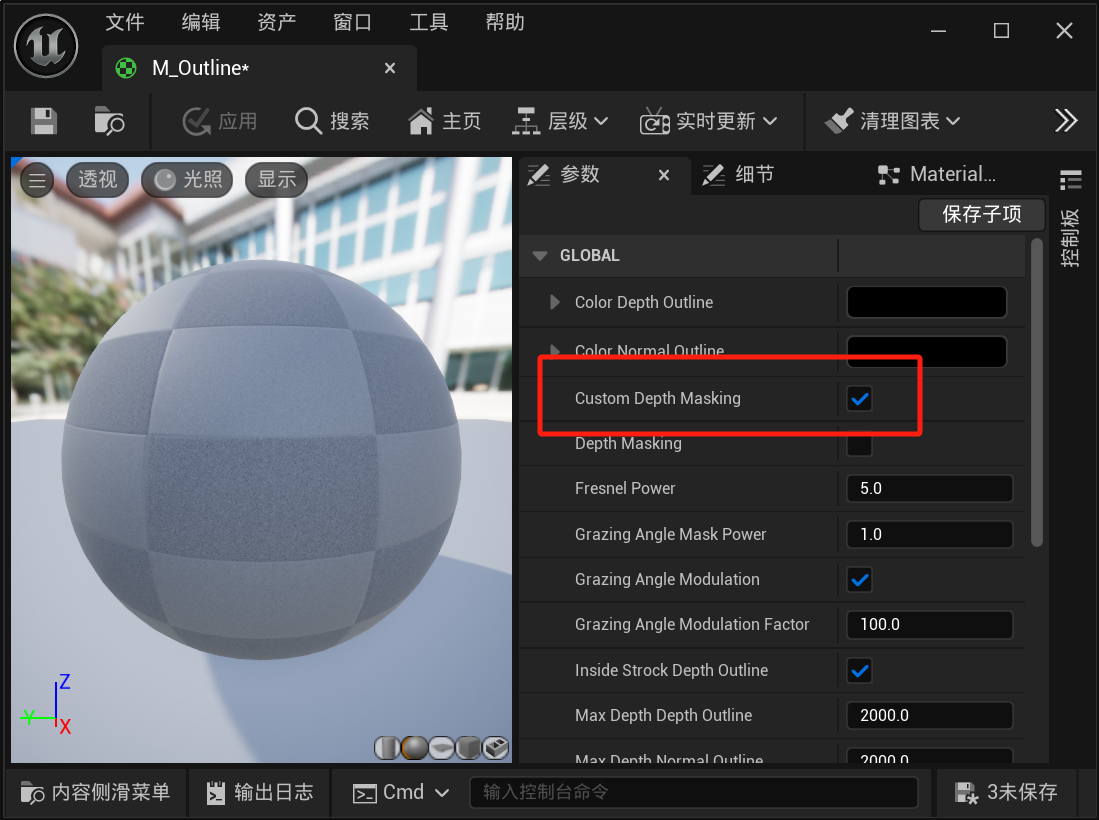 文件 编辑 资产 窗口 工具 帮助
M_Outline*
应用 搜索 主页 层级 实时更新 清理图表
透视 光照 显示
参数 细节 Material...
控制板
保存子项
GLOBAL
Color Depth Outline
Color Normal Outline
Custom Depth Masking
Depth Masking
Fresnel Power 5.0
Grazing Angle Mask Power 1.0
Grazing Angle Modulation
Grazing Angle Modulation Factor 100.0
Inside Strock Depth Outline
Max Depth Depth Outline 2000.0
Max Depth Normal Outline 2000.0
Z
Y
X
内容侧滑菜单 输出日志 Cmd 输入控制台命令 3未保存